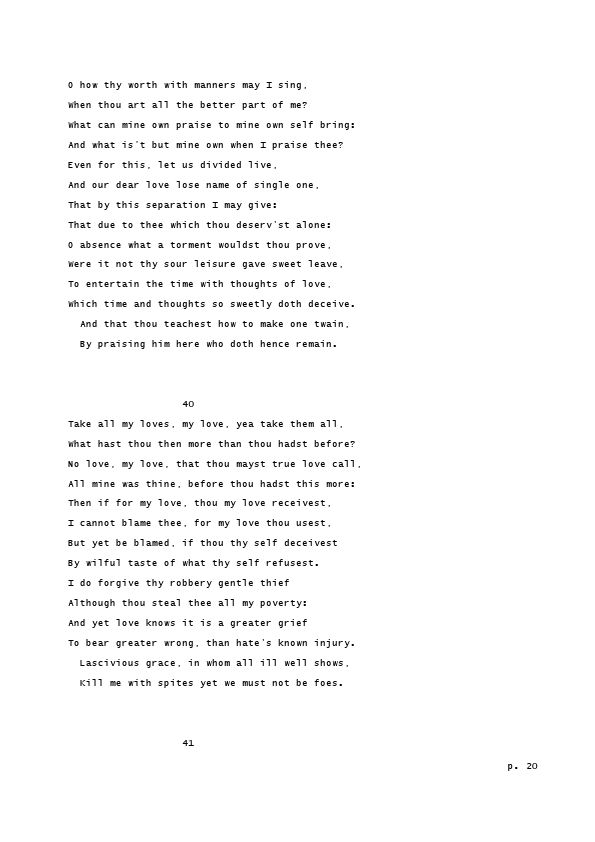 O how thy worth with manners may I sing,
When thou art all the better part of me?
What can mine own praise to mine own self bring:
And what is't but mine own when I praise thee?
Even for this, let us divided live,
And our dear love lose name of single one,
That by this separation I may give:
That due to thee which thou deserv'st alone:
O absence what a torment wouldst thou prove,
Were it not thy sour leisure gave sweet leave,
To entertain the time with thoughts of love,
Which time and thoughts so sweetly doth deceive.
And that thou teachest how to make one twain,
By praising him here who doth hence remain.
40
Take all my loves, my love, yea take them all,
What hast thou then more than thou hadst before?
No love, my love, that thou mayst true love call,
All mine was thine, before thou hadst this more:
Then if for my love, thou my love receivest,
I cannot blame thee, for my love thou usest,
But yet be blamed, if thou thy self deceivest
By wilful taste of what thy self refusest.
I do forgive thy robbery gentle thief
Although thou steal thee all my poverty:
And yet love knows it is a greater grief
To bear greater wrong, than hate's known injury.
Lascivious grace, in whom all ill well shows,
Kill me with spites yet we must not be foes.
41
p. 20